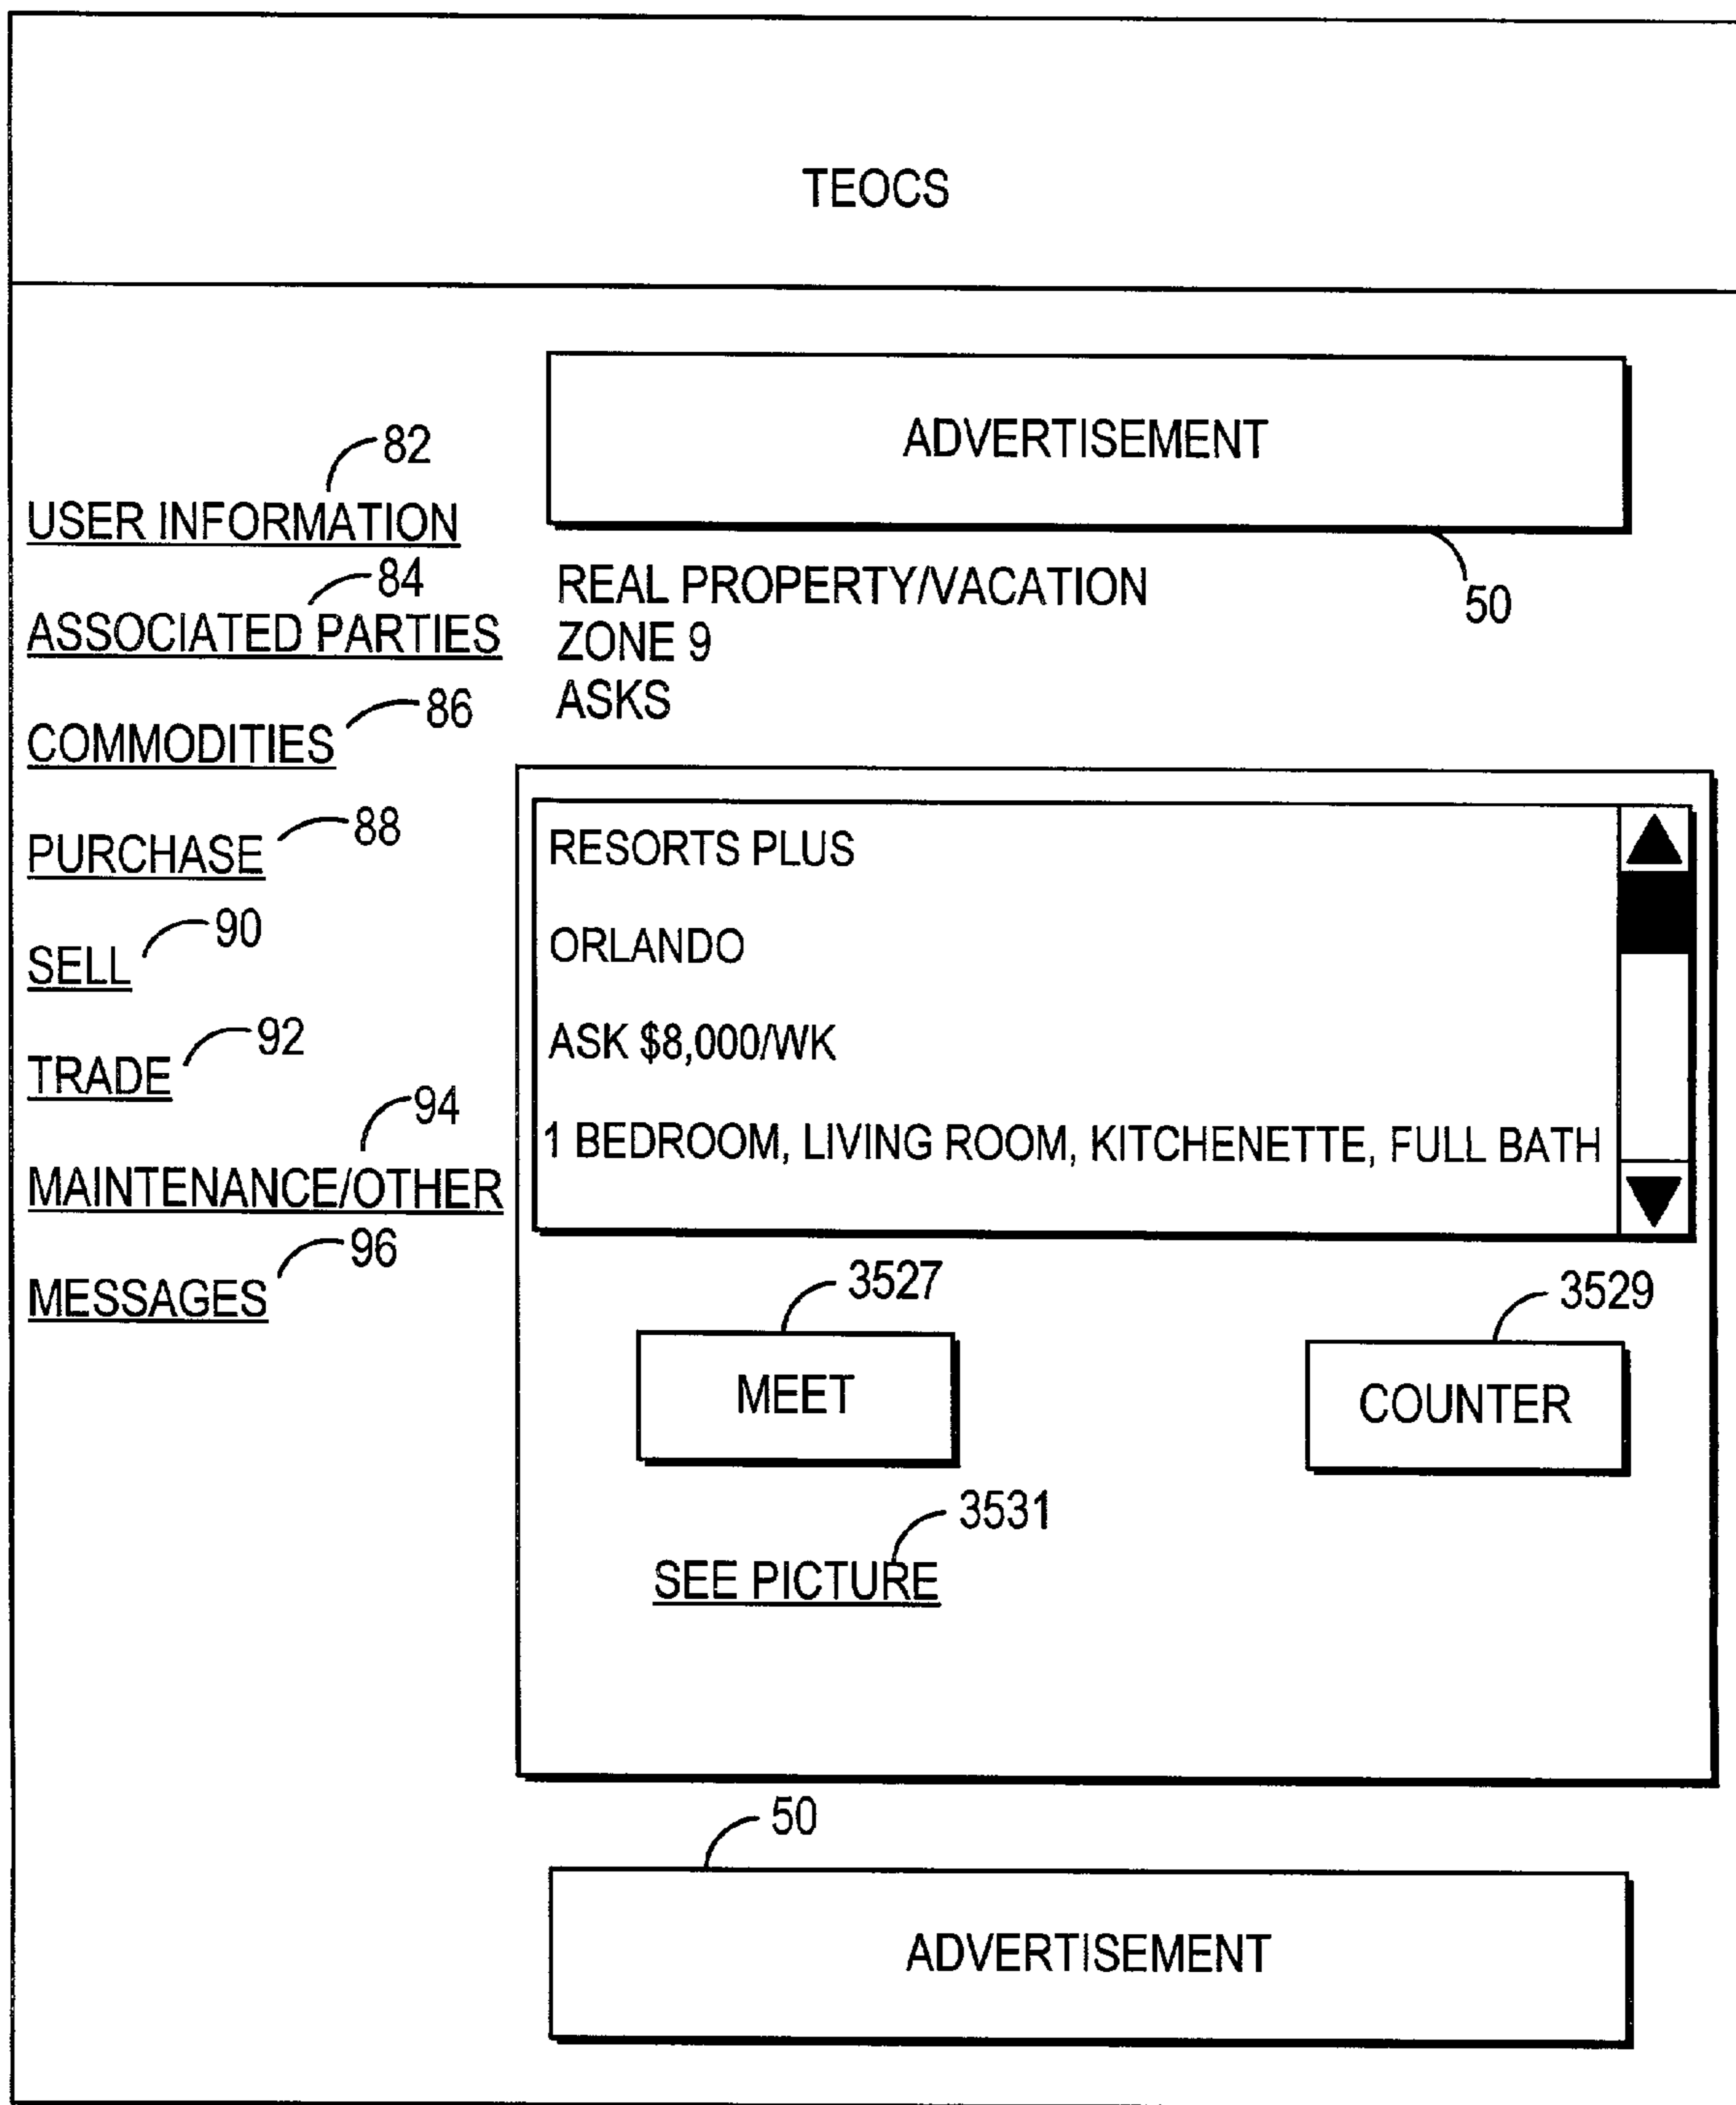 TEOCS
ADVERTISEMENT
50
82
USER INFORMATION
84
ASSOCIATED PARTIES
86
COMMODITIES
88
PURCHASE
90
SELL
92
TRADE
94
MAINTENANCE/OTHER
96
MESSAGES
REAL PROPERTY/VACATION
ZONE 9
ASKS
RESORTS PLUS
ORLANDO
ASK $8,000/WK
1 BEDROOM, LIVING ROOM, KITCHENETTE, FULL BATH
3527
MEET
3529
COUNTER
3531
SEE PICTURE
50
ADVERTISEMENT